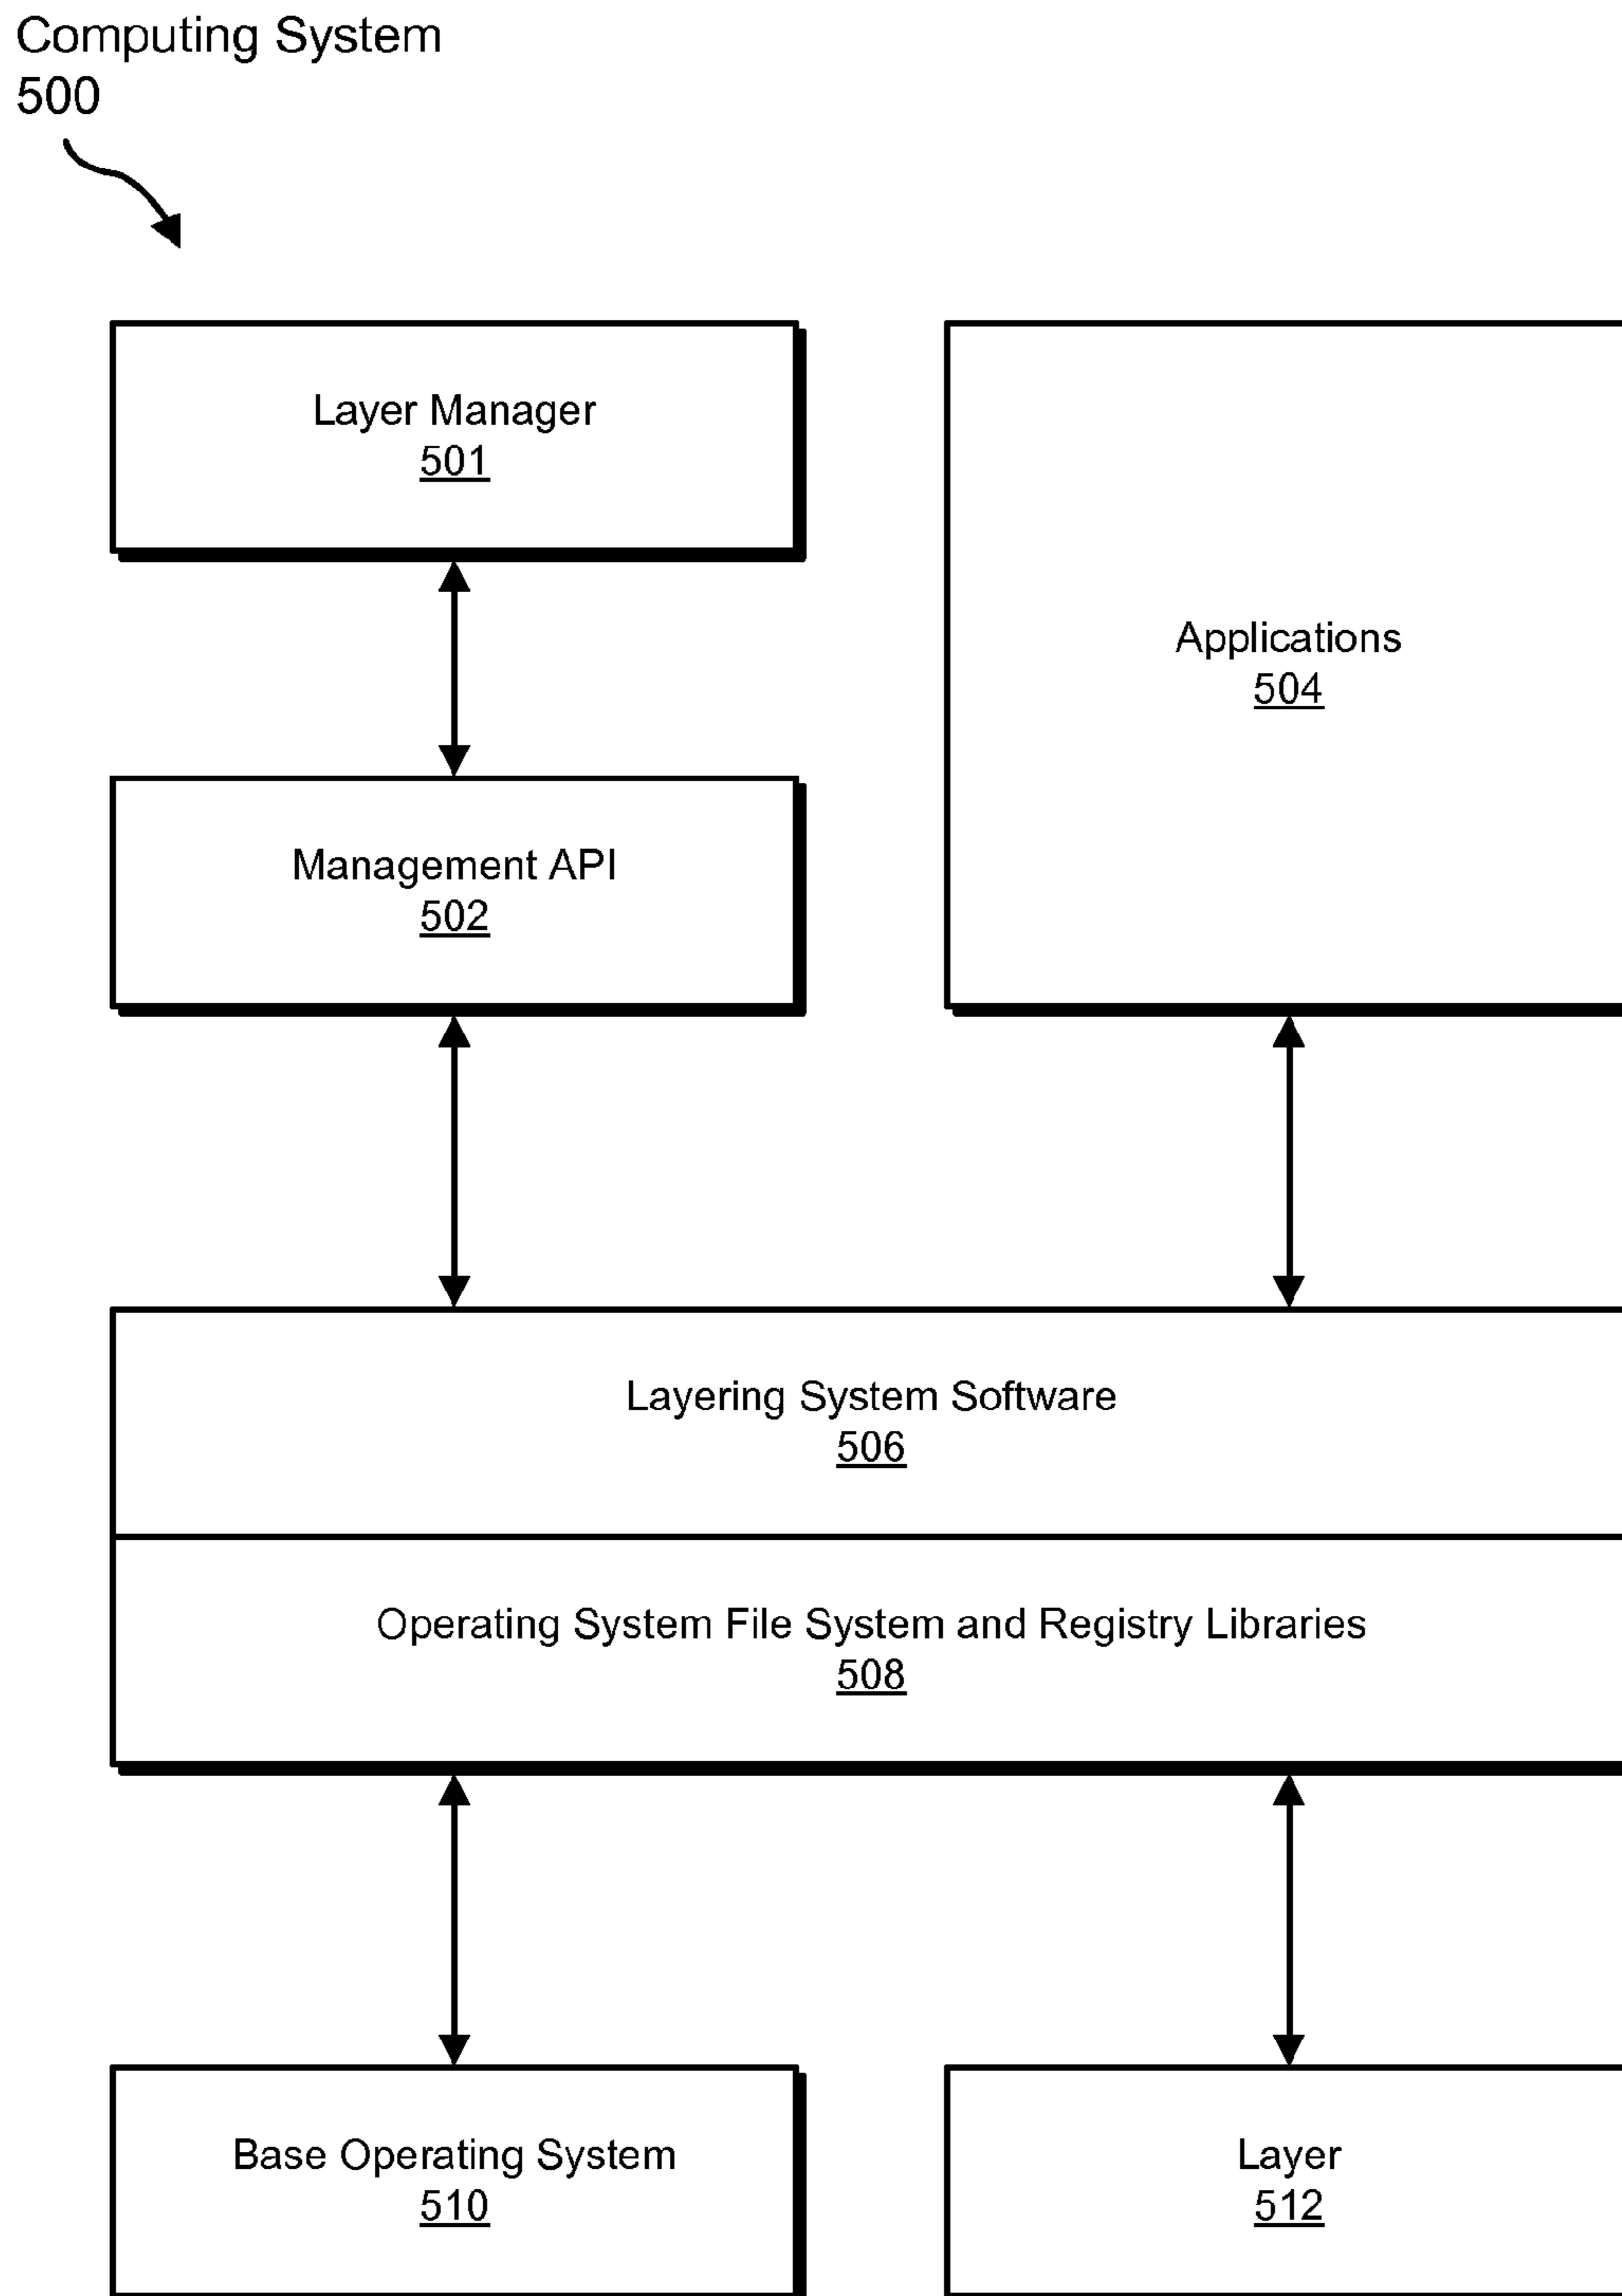 Computing System
500
Layer Manager
501
Applications
504
Management API
502
Layering System Software
506
Operating System File System and Registry Libraries
508
Base Operating System
510
Layer
512